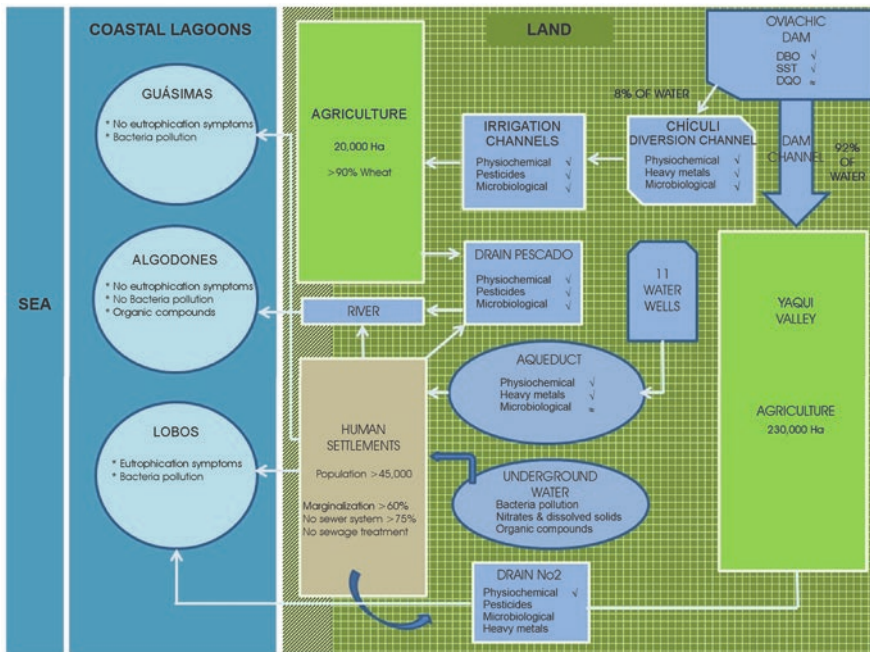 SEA
COASTAL LAGOONS
GUÁSIMAS
* No eutrophication symptoms
* Bacteria pollution
ALGODONES
* No eutrophication symptoms
* No Bacteria pollution
* Organic compounds
LOBOS
* Eutrophication symptoms
* Bacteria pollution
LAND
AGRICULTURE
20,000 Ha
>90% Wheat
IRRIGATION
CHANNELS
Physiochemical √
Pesticides √
Microbiological √
8% OF WATER
CHÍCULI
DIVERSION CHANNEL
Physiochemical √
Heavy metals √
Microbiological √
OVIACHIC
DAM
DBO √
SST √
DQO ≈
DAM
CHANNEL
92%
OF
WATER
DRAIN PESCADO
Physiochemical √
Pesticides √
Microbiological √
RIVER
11
WATER
WELLS
AQUEDUCT
Physiochemical √
Heavy metals √
Microbiological ≈
HUMAN
SETTLEMENTS
Population >45,000
Marginalization >60%
No sewer system >75%
No sewage treatment
UNDERGROUND
WATER
Bacteria pollution
Nitrates & dissolved solids
Organic compounds
YAQUI
VALLEY
AGRICULTURE
230,000 Ha
DRAIN No2
Physiochemical √
Pesticides
Microbiological
Heavy metals